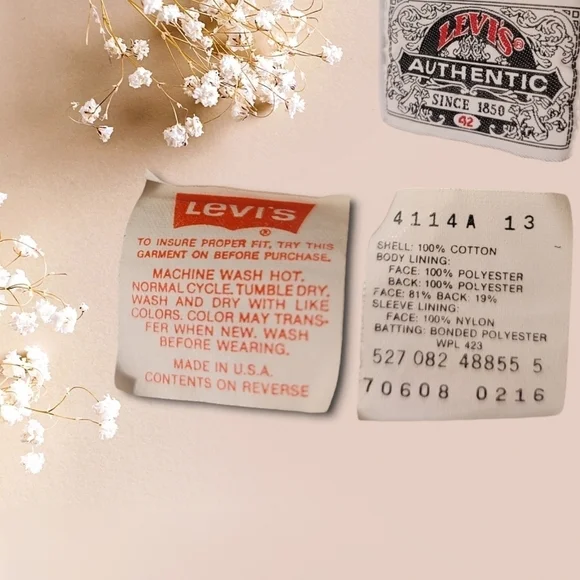 LEVI'S®
AUTHENTIC
SINCE 1850
42
LEVI'S
®
TO INSURE PROPER FIT, TRY THIS
GARMENT ON BEFORE PURCHASE.
MACHINE WASH HOT,
NORMAL CYCLE. TUMBLE DRY.
WASH AND DRY WITH LIKE
COLORS. COLOR MAY TRANS-
FER WHEN NEW. WASH
BEFORE WEARING.
MADE IN U.S.A.
CONTENTS ON REVERSE
4114A 13
SHELL: 100% COTTON
BODY LINING:
FACE: 100% POLYESTER
BACK: 100% POLYESTER
FACE: 81% BACK: 19%
SLEEVE LINING:
FACE: 100% NYLON
BATTING: BONDED POLYESTER
WPL 423
527 082 48855 5
70608 0216